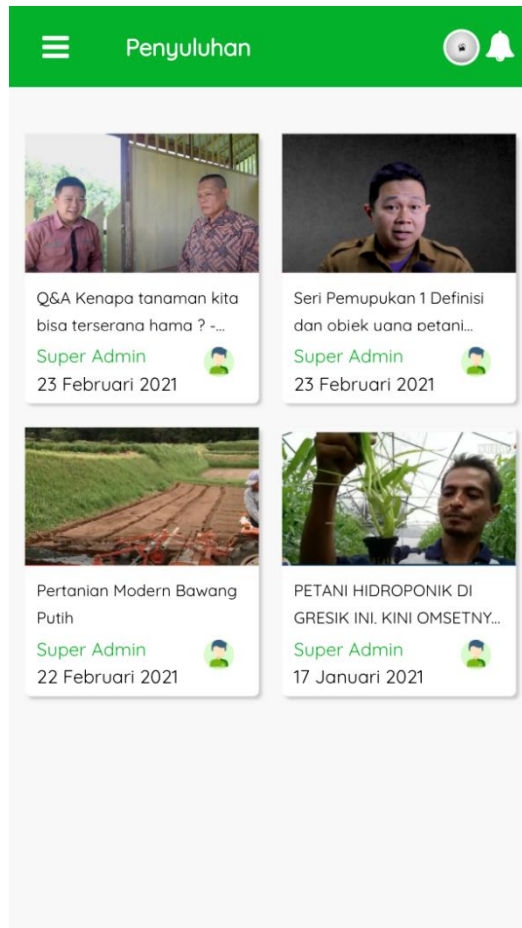 Penyuluhan
Q&A Kenapa tanaman kita
bisa terserang hama ? -...
Super Admin
23 Februari 2021
Seri Pemupukan 1 Definisi
dan objek yang petani...
Super Admin
23 Februari 2021
Pertanian Modern Bawang
Putih
Super Admin
22 Februari 2021
PETANI HIDROPONIK DI
GRESIK INI. KINI OMSETNY...
Super Admin
17 Januari 2021